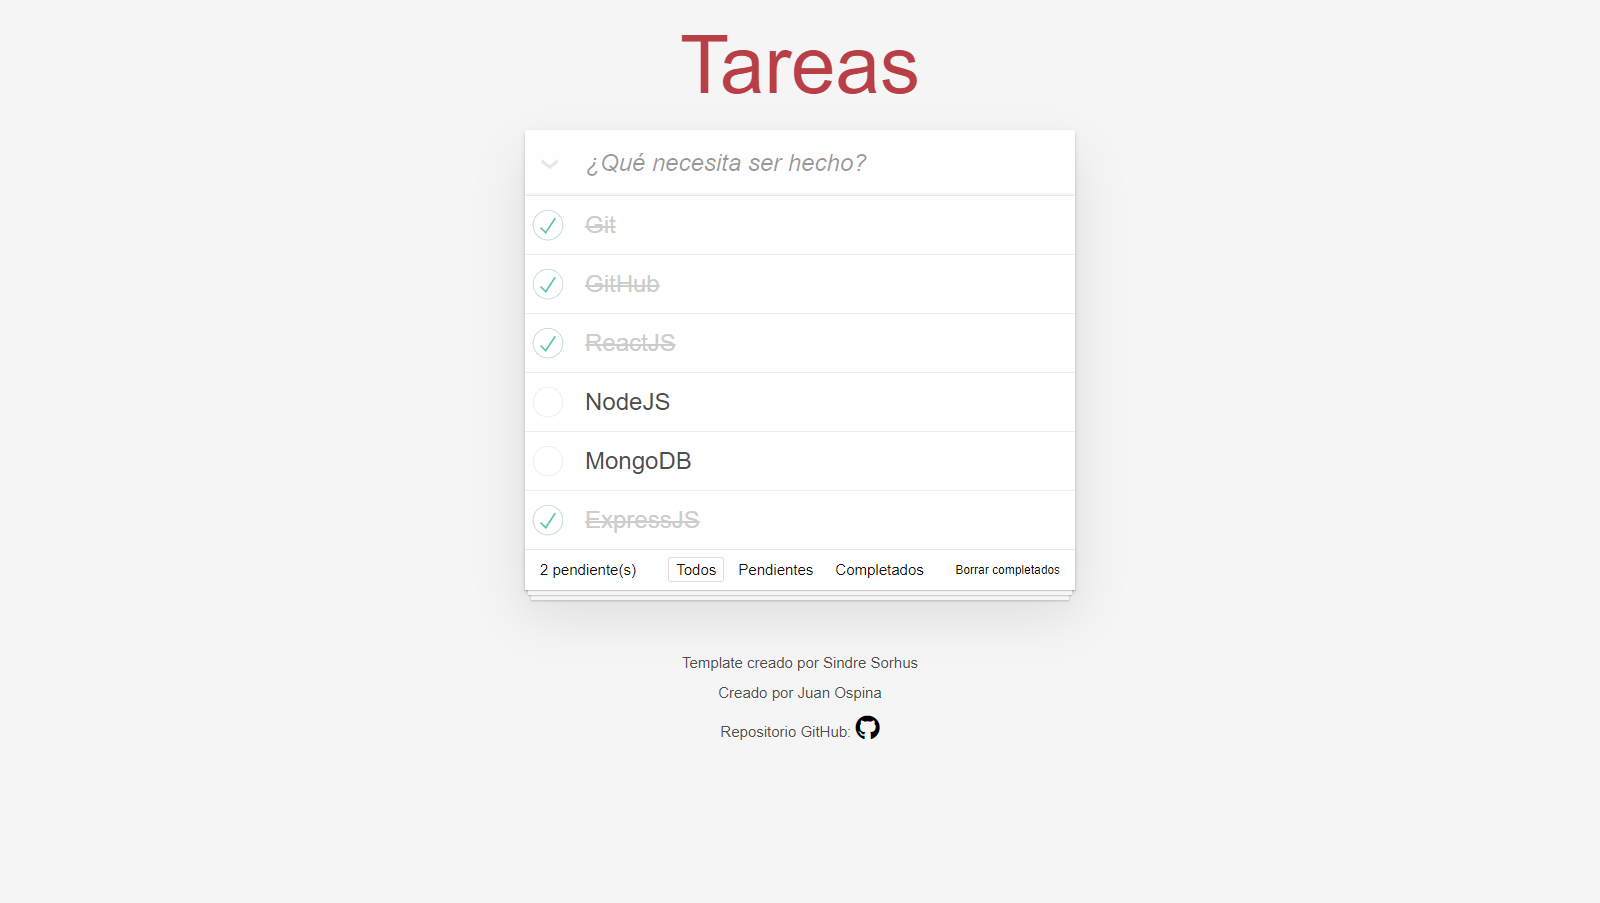 Tareas
¿Qué necesita ser hecho?
Git
GitHub
ReactJS
NodeJS
MongoDB
ExpressJS
2 pendiente(s) Todos Pendientes Completados Borrar completados
Template creado por Sindre Sorhus
Creado por Juan Ospina
Repositorio GitHub: